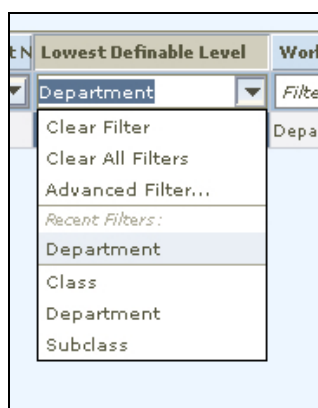 t N Lowest Definable Level Worl
Department Filte
Clear Filter Depa
Clear All Filters
Advanced Filter...
Recent Filters:
Department
Class
Department
Subclass